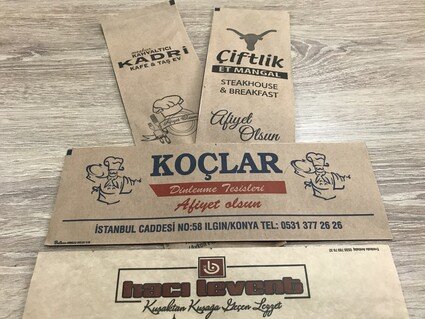 KAHVALTICI
KADRİ
KAFE & TAŞ EV
Çiftlik
ET MANGAL
STEAKHOUSE
& BREAKFAST
Afiyet
Olsun
KOÇLAR
Dinlenme Tesisleri
Afiyet olsun
İSTANBUL CADDESİ NO:58 ILGIN/KONYA TEL: 0531 377 26 26
hacı levent
Kuşaktan Kuşağa Geçen Lezzet